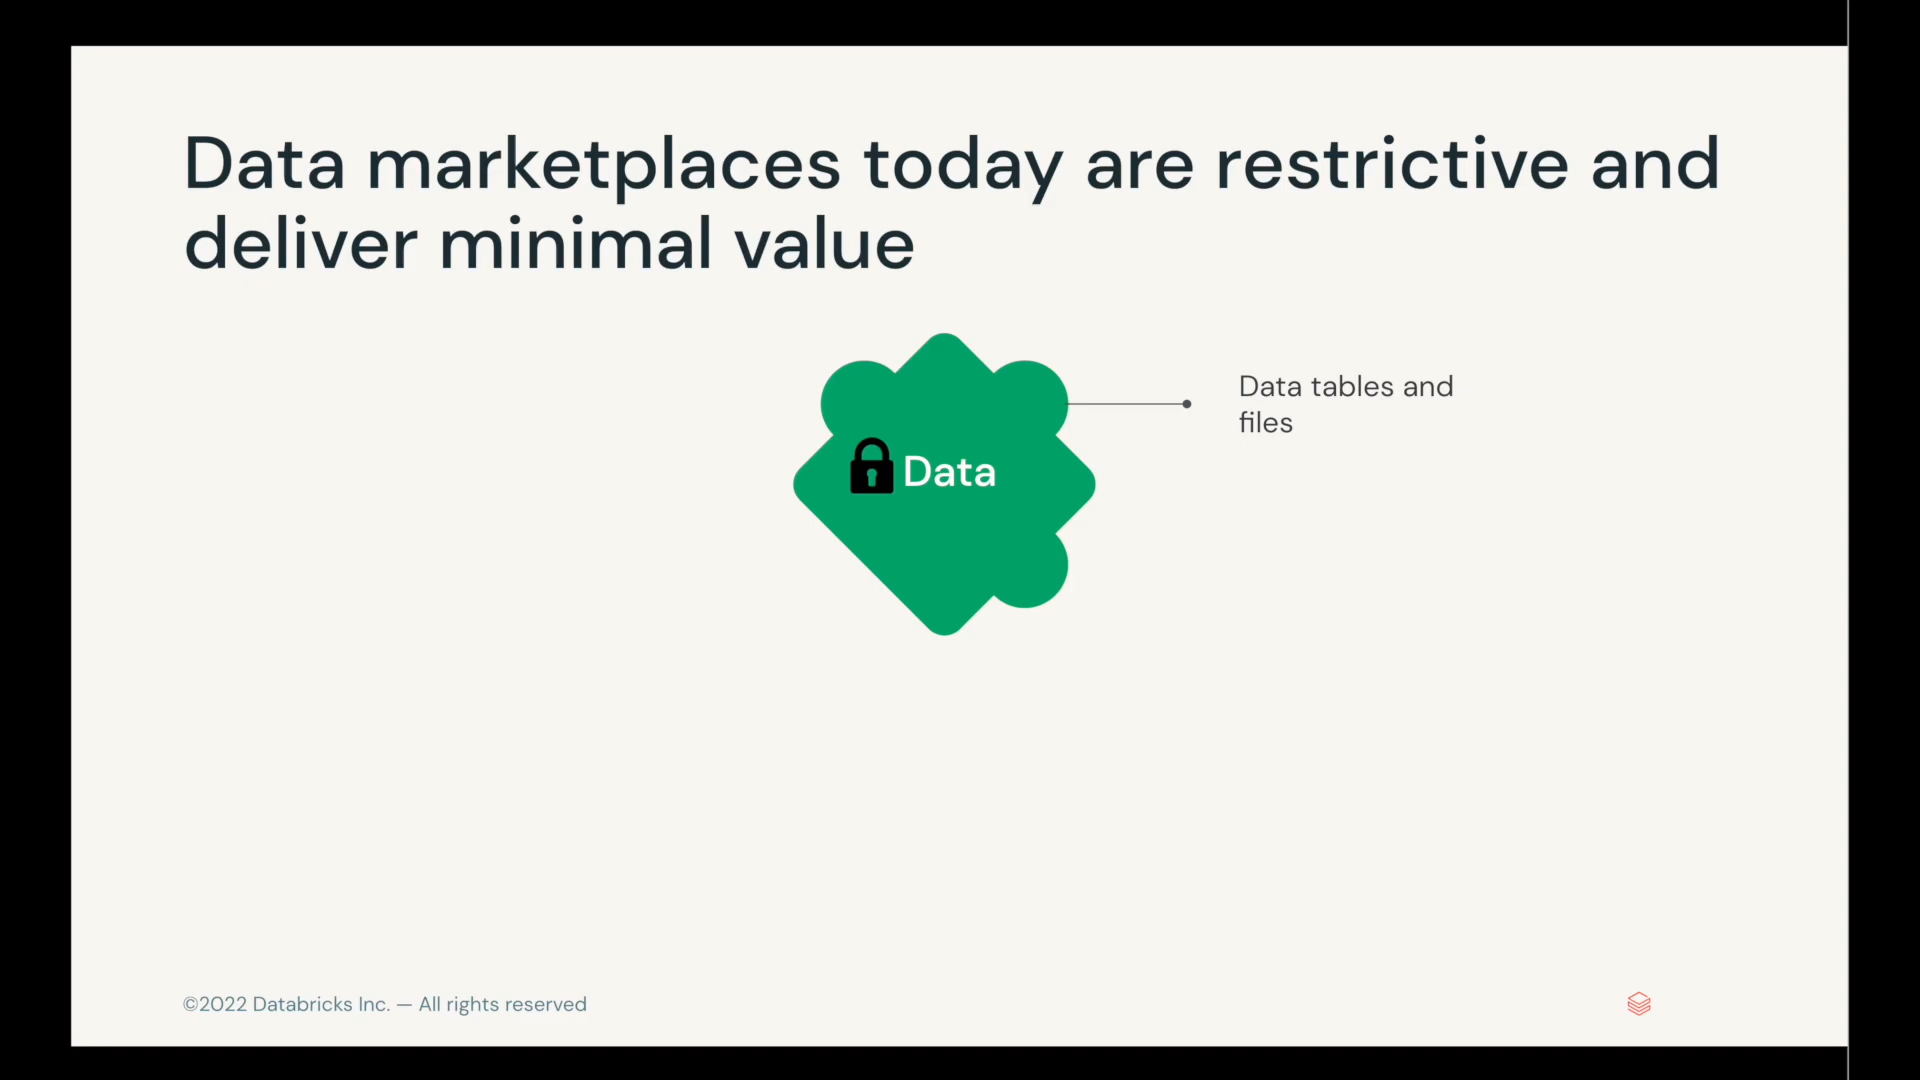 Data marketplaces today are restrictive and
deliver minimal value
Data tables and
files
Data
©2022 Databricks Inc. — All rights reserved